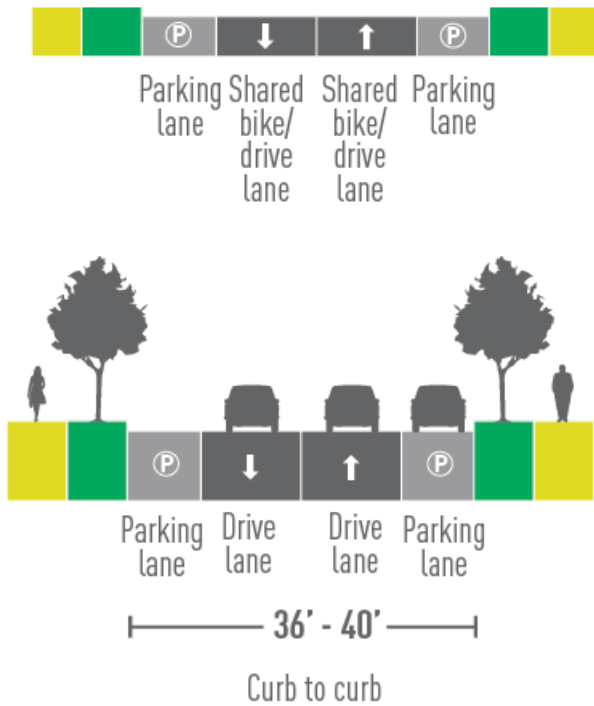 P P
Parking Shared Shared Parking
lane bike/ bike/ lane
drive drive
lane lane
P P
Parking Drive Drive Parking
lane lane lane lane
36' - 40'
Curb to curb